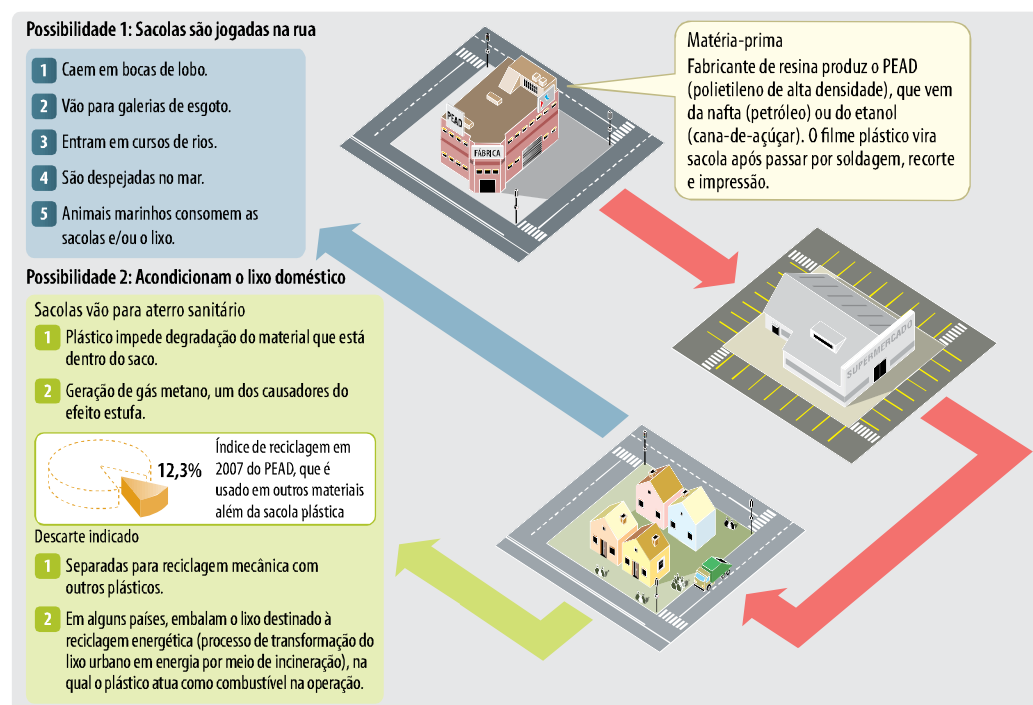 Possibilidade 1: Sacolas são jogadas na rua
1 Caem em bocas de lobo.
2 Vão para galerias de esgoto.
3 Entram em cursos de rios.
4 São despejadas no mar.
5 Animais marinhos consomem as
sacolas e/ou o lixo.
Possibilidade 2: Acondicionam o lixo doméstico
Sacolas vão para aterro sanitário
1 Plástico impede degradação do material que está
dentro do saco.
2 Geração de gás metano, um dos causadores do
efeito estufa.
12,3%
Índice de reciclagem em
2007 do PEAD, que é
usado em outros materiais
além da sacola plástica
Descarte indicado
1 Separadas para reciclagem mecânica com
outros plásticos.
2 Em alguns países, embalam o lixo destinado à
reciclagem energética (processo de transformação do
lixo urbano em energia por meio de incineração), na
qual o plástico atua como combustível na operação.
PEAD
FÁBRICA
Matéria-prima
Fabricante de resina produz o PEAD
(polietileno de alta densidade), que vem
da nafta (petróleo) ou do etanol
(cana-de-açúçar). O filme plástico vira
sacola após passar por soldagem, recorte
e impressão.
SUPERMERCADO